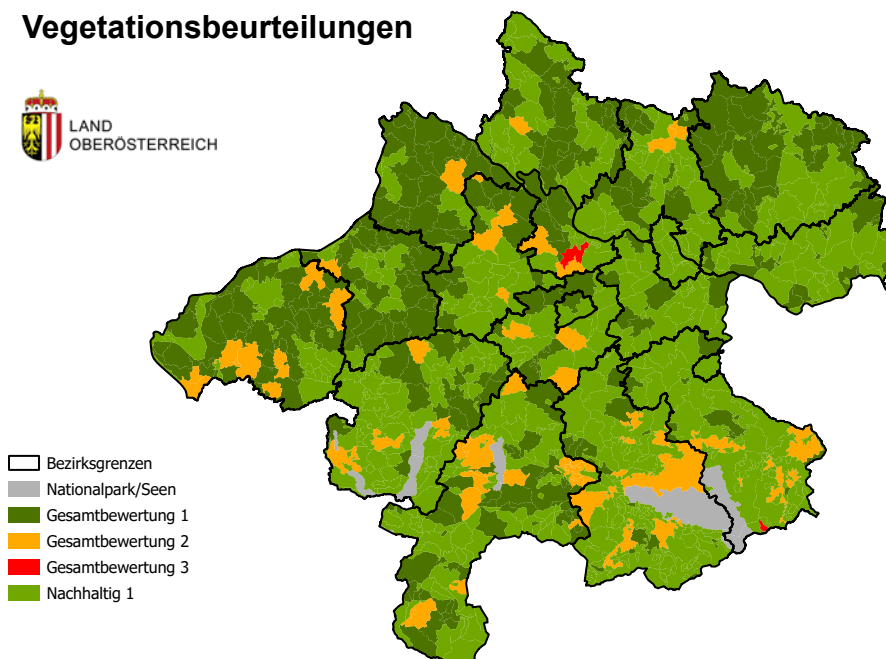 Vegetationsbeurteilungen
LAND
OBERÖSTERREICH
Bezirksgrenzen
Nationalpark/Seen
Gesamtbewertung 1
Gesamtbewertung 2
Gesamtbewertung 3
Nachhaltig 1